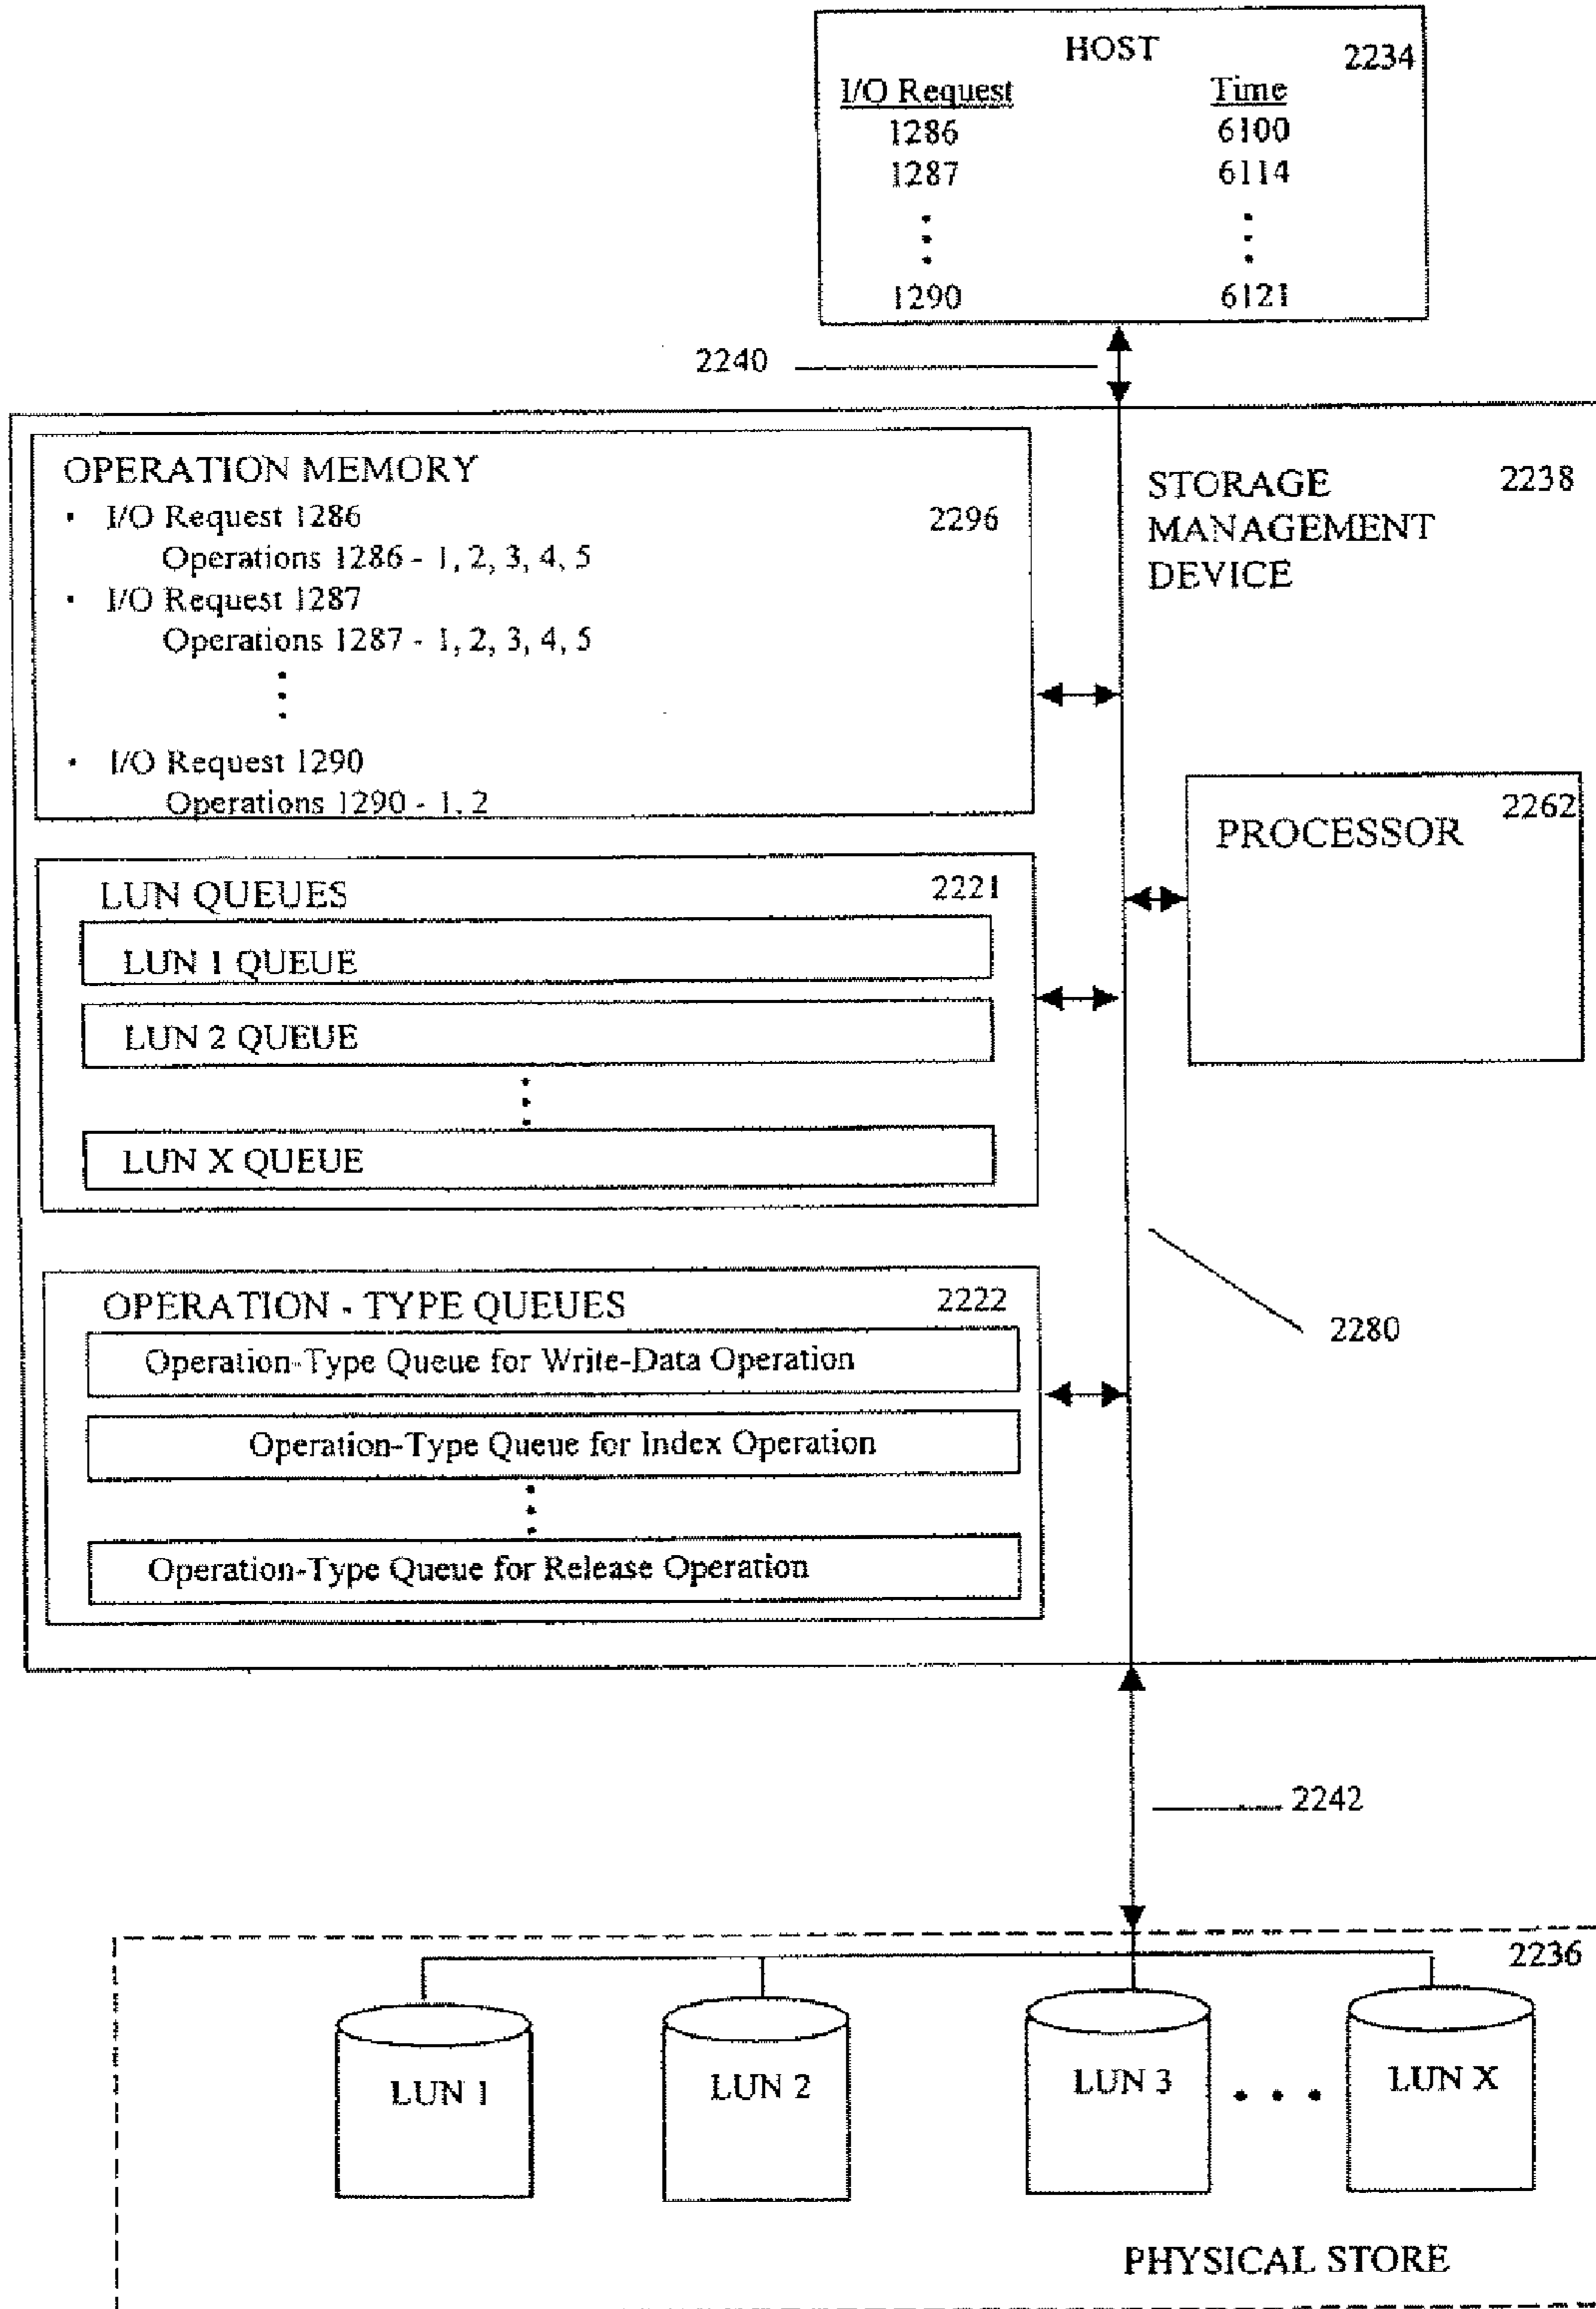 HOST 2234
I/O Request Time
1286 6100
1287 6114
1290 6121
2240
OPERATION MEMORY
2296
• I/O Request 1286
Operations 1286 - 1, 2, 3, 4, 5
• I/O Request 1287
Operations 1287 - 1, 2, 3, 4, 5
• I/O Request 1290
Operations 1290 - 1, 2
STORAGE
MANAGEMENT
DEVICE
2238
2262
PROCESSOR
LUN QUEUES 2221
LUN 1 QUEUE
LUN 2 QUEUE
LUN X QUEUE
OPERATION - TYPE QUEUES 2222
Operation-Type Queue for Write-Data Operation
Operation-Type Queue for Index Operation
Operation-Type Queue for Release Operation
2280
2242
2236
LUN 1 LUN 2 LUN 3 LUN X
PHYSICAL STORE